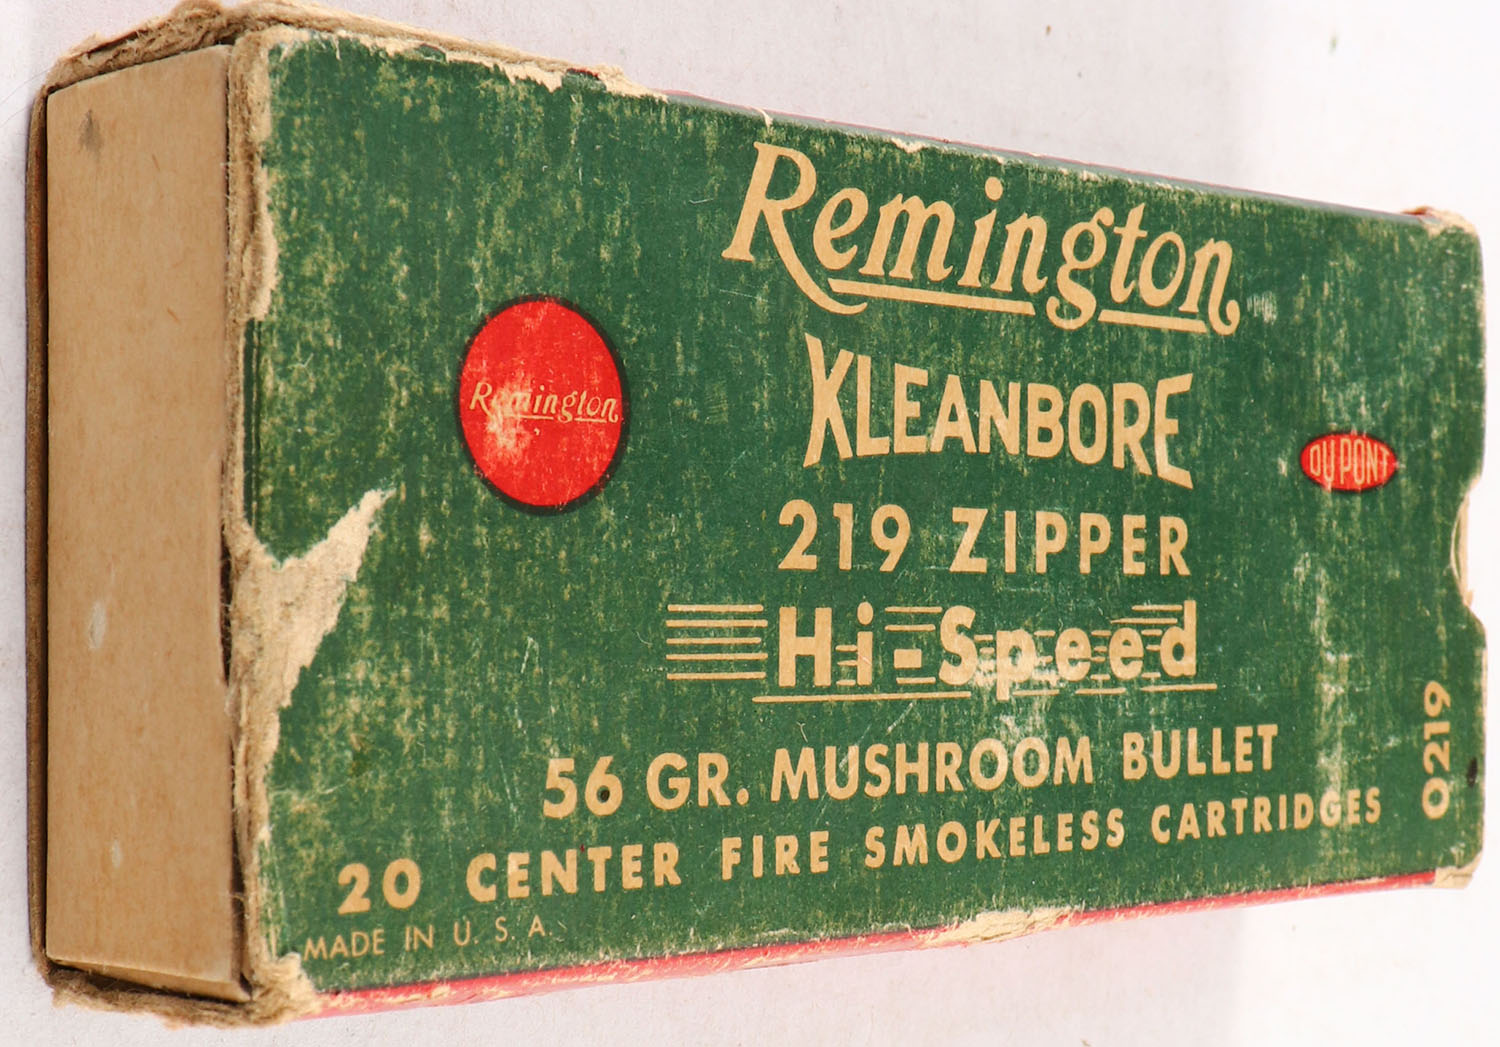 Remington
KLEANBORE
219 ZIPPER
Hi-Speed
56 GR. MUSHROOM BULLET
20 CENTER FIRE SMOKELESS CARTRIDGES
MADE IN U. S. A.
Remington
DU PONT
0219